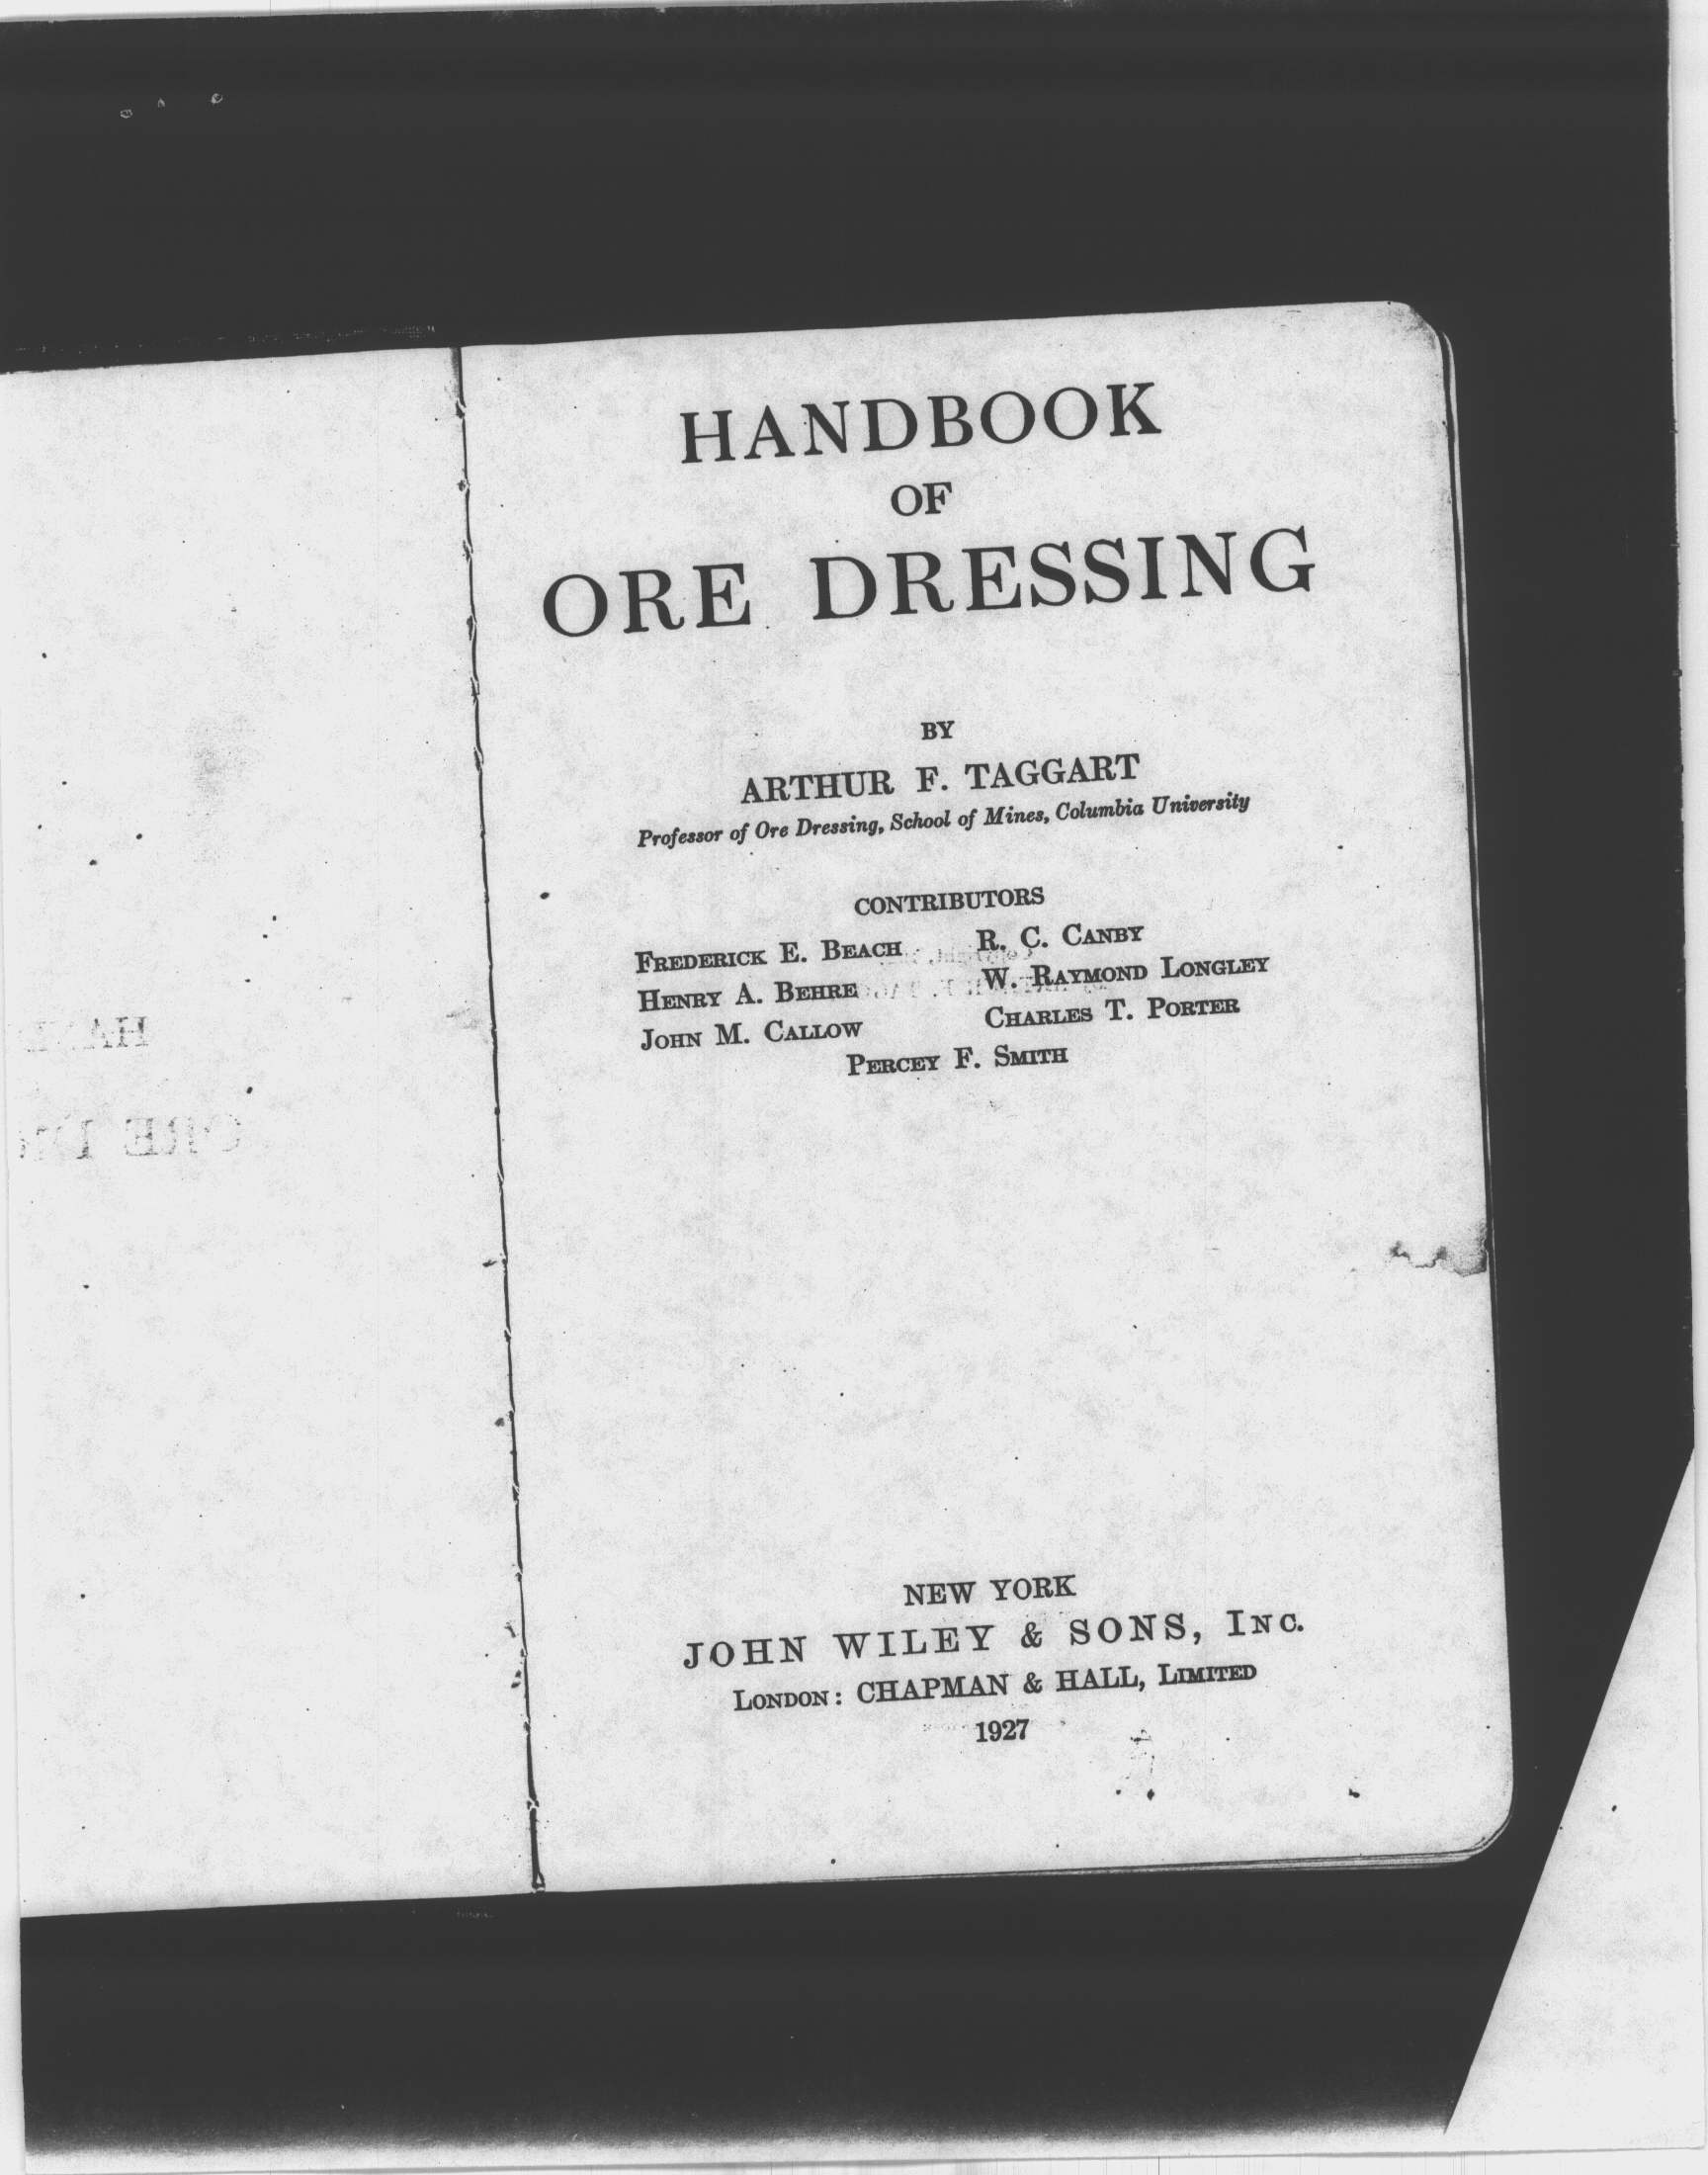 HANDBOOK
OF
ORE DRESSING
BY
ARTHUR F. TAGGART
Professor of Ore Dressing, School of Mines, Columbia University
CONTRIBUTORS
FREDERICK E. BEACH R. C. CANBY
HENRY A. BEHRE W. RAYMOND LONGLEY
JOHN M. CALLOW CHARLES T. PORTER
PERCEY F. SMITH
NEW YORK
JOHN WILEY & SONS, INC.
LONDON: CHAPMAN & HALL, LIMITED
1927